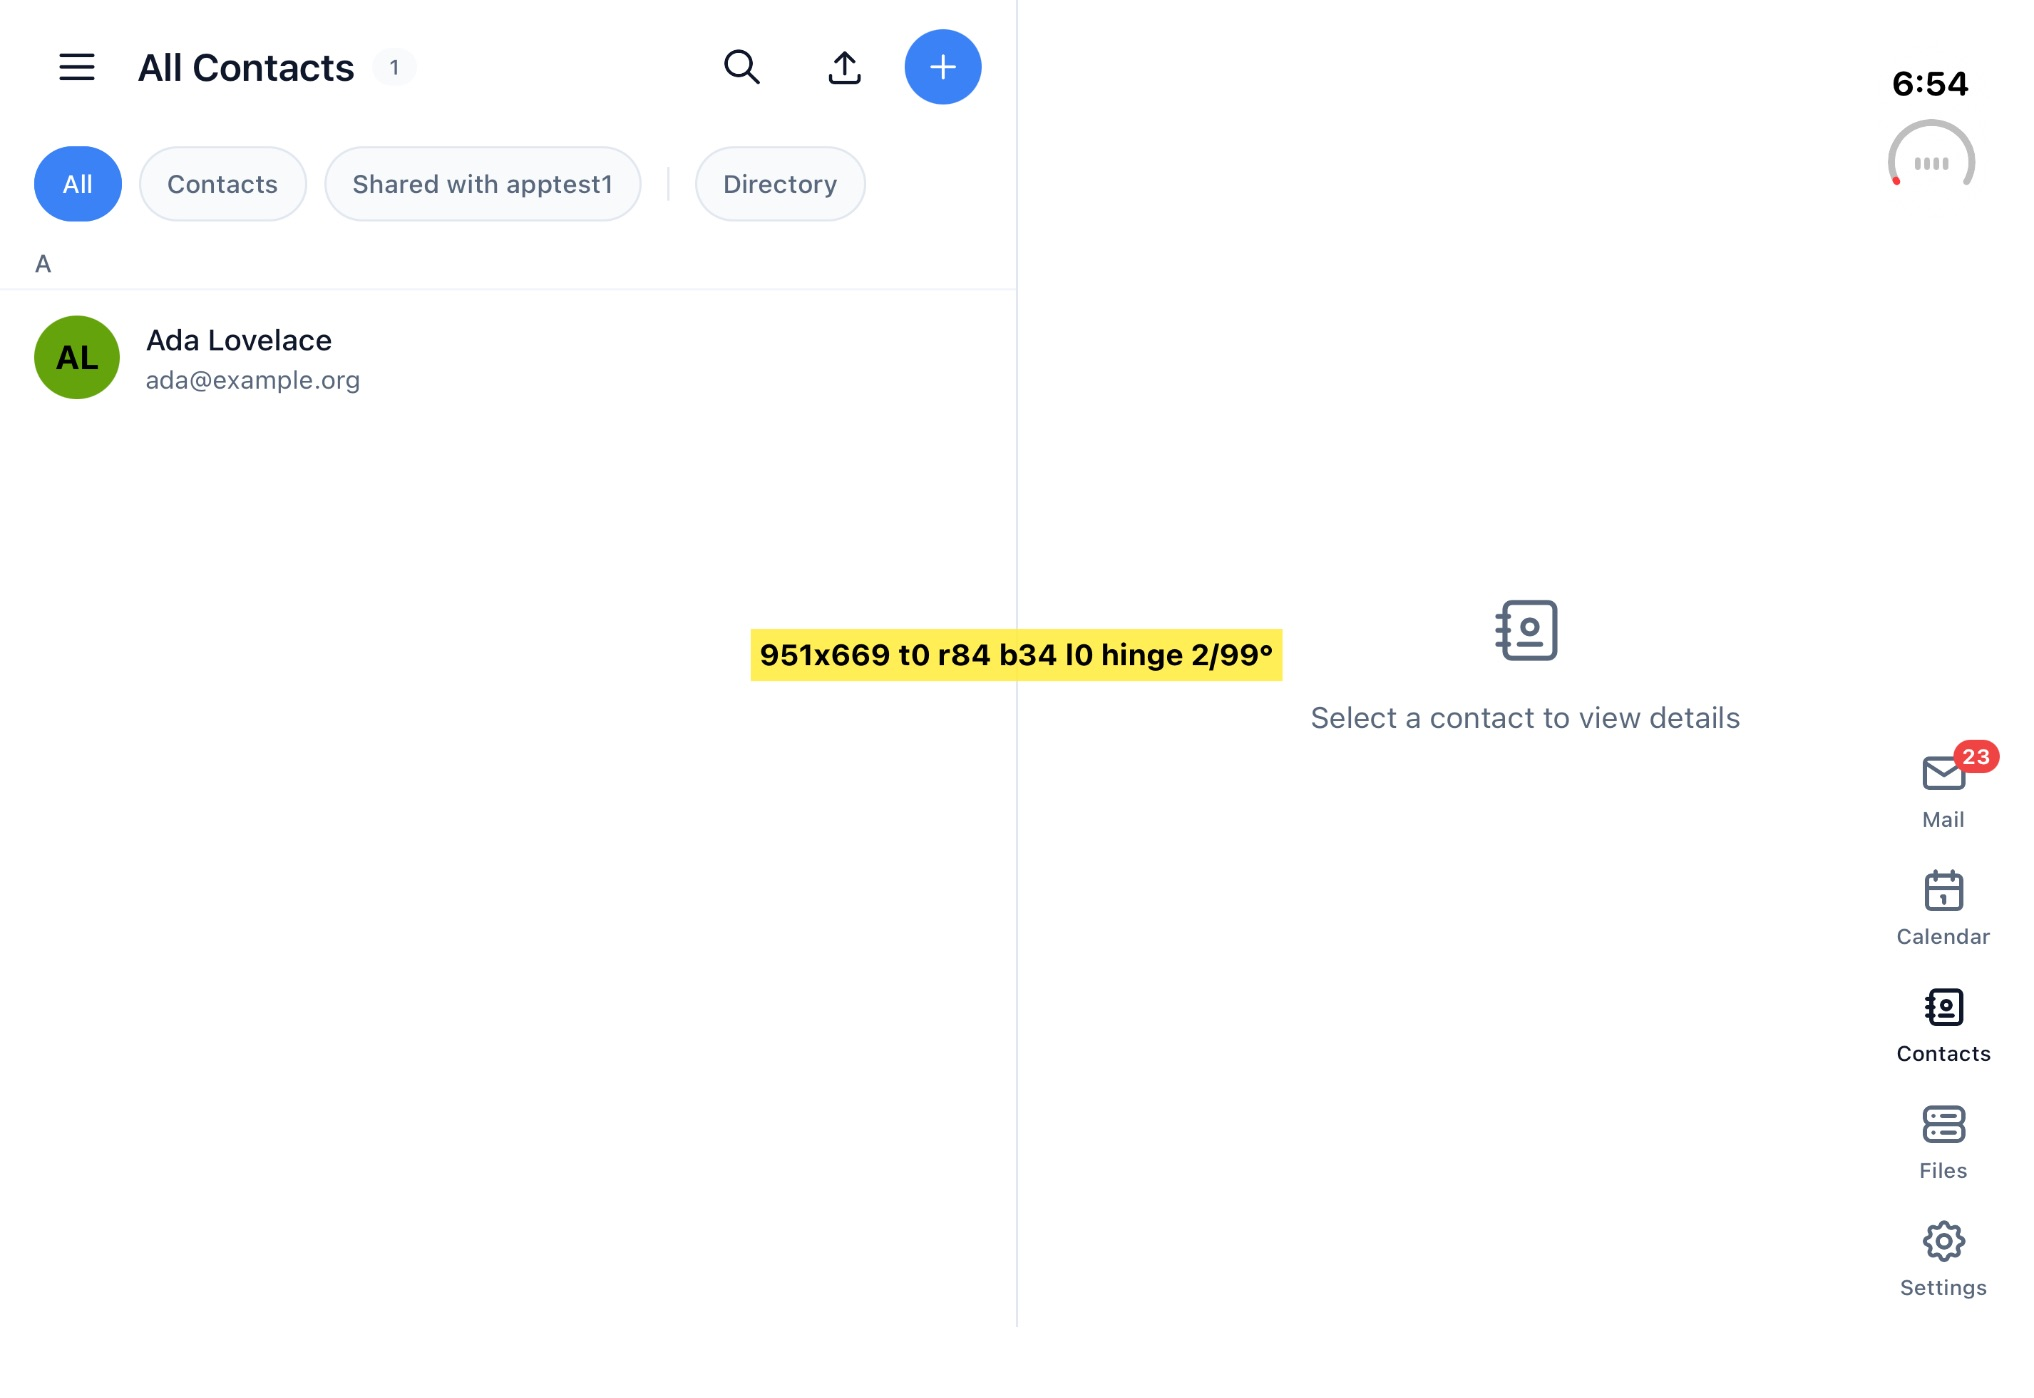 All Contacts 1
6:54
All
Contacts
Shared with apptest1
Directory
A
AL
Ada Lovelace
ada@example.org
951x669 t0 r84 b34 l0 hinge 2/99°
Select a contact to view details
23
Mail
Calendar
Contacts
Files
Settings